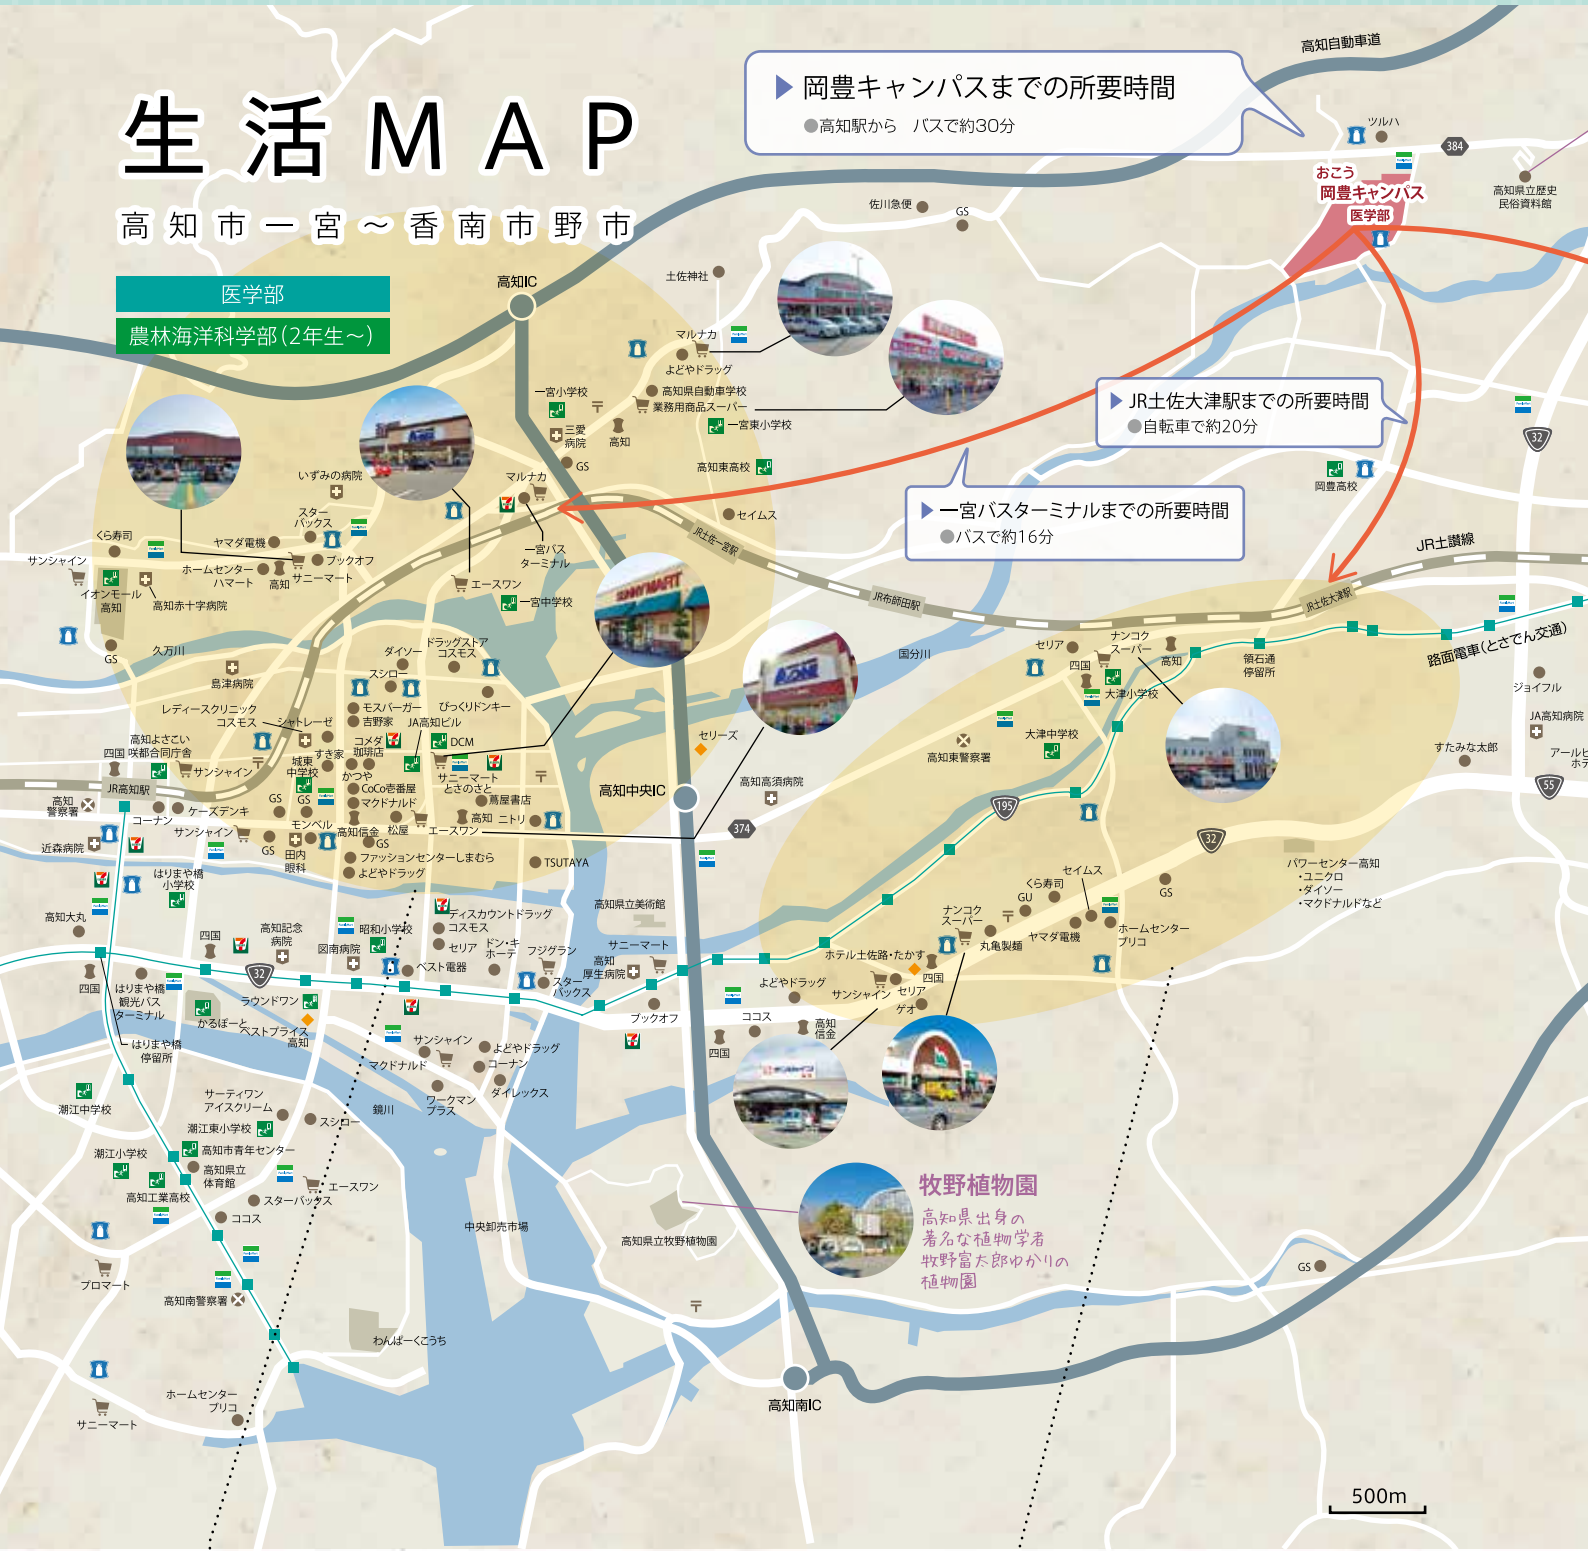 生活MAP
高知市一宮～香南市野市
医学部
農林海洋科学部(2年生～)
岡豊キャンパスまでの所要時間
●高知駅から　バスで約30分
高知自動車道
ツルハ
384
おこう
岡豊キャンパス
医学部
高知県立歴史
民俗資料館
佐川急便
GS
高知IC
土佐神社
マルナカ
よどやドラッグ
高知県自動車学校
業務用商品スーパー
一宮小学校
三愛
病院
高知
一宮東小学校
GS
高知東高校
JR土佐大津駅までの所要時間
●自転車で約20分
32
岡豊高校
一宮バスターミナルまでの所要時間
●バスで約16分
いずみの病院
マルナカ
スター
バックス
くら寿司
ヤマダ電機
ブックオフ
サンシャイン
ホームセンター
ハマート
高知
サニーマート
イオンモール
高知
高知赤十字病院
一宮バス
ターミナル
エースワン
一宮中学校
セイムス
JR土佐一宮駅
JR布師田駅
JR土佐大津駅
JR土讃線
路面電車(とさでん交通)
GS
久万川
島津病院
ダイソー
ドラッグストア
コスモス
スシロー
国分川
セリア
ナンコク
スーパー
四国
高知
大津小学校
領石通
停留所
ジョイフル
レディースクリニック
コスモス
シャトレーゼ
モスバーガー
びっくりドンキー
吉野家
JA高知ビル
コメダ
珈琲店
DCM
すき家
城東
中学校
かつや
サニーマート
とさのさと
CoCo壱番屋
マクドナルド
蔦屋書店
高知
ニトリ
高知信金
松屋
エースワン
GS
ファッションセンターしまむら
よどやドラッグ
TSUTAYA
高知よさこい
咲都合同庁舎
四国
サンシャイン
JR高知駅
高知
警察署
コーナン
ケーズデンキ
GS
GS
モンベル
サンシャイン
GS
田内
眼科
近森病院
はりまや橋
小学校
セリーズ
高知中央IC
高知高須病院
374
高知東警察署
大津中学校
195
32
55
JA高知病院
すたみな太郎
パワーセンター高知
・ユニクロ
・ダイソー
・マクドナルドなど
セイムス
くら寿司
GU
GS
ナンコク
スーパー
丸亀製麺
ヤマダ電機
ホームセンター
ブリコ
ホテル土佐路・たかす
四国
サンシャイン
セリア
ゲオ
よどやドラッグ
ココス
高知
信金
四国
高知県立美術館
サニーマート
高知
厚生病院
ブックオフ
高知大丸
四国
高知記念
病院
図南病院
昭和小学校
ディスカウントドラッグ
コスモス
セリア
ドン・キ
ホーテ
フジグラン
ベスト電器
スター
バックス
32
四国
はりまや橋
観光バス
ターミナル
かるぽーと
ラウンドワン
ベストプライス
高知
はりまや橋
停留所
サンシャイン
よどやドラッグ
マクドナルド
コーナン
ワークマン
プラス
ダイレックス
鏡川
潮江中学校
サーティワン
アイスクリーム
スシロー
潮江東小学校
潮江小学校
高知市青年センター
高知県立
体育館
高知工業高校
スターバックス
エースワン
ココス
中央卸売市場
高知県立牧野植物園
牧野植物園
高知県出身の
著名な植物学者
牧野富太郎ゆかりの
植物園
ブロマート
高知南警察署
わんぱーくこうち
ホームセンター
ブリコ
サニーマート
高知南IC
GS
500m